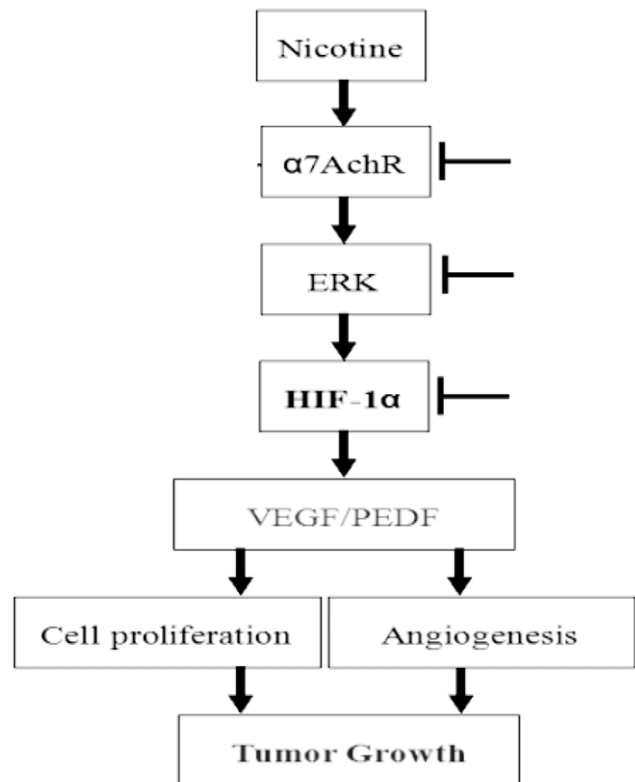 Nicotine
α7AchR
ERK
HIF-1α
VEGF/PEDF
Cell proliferation
Angiogenesis
Tumor Growth